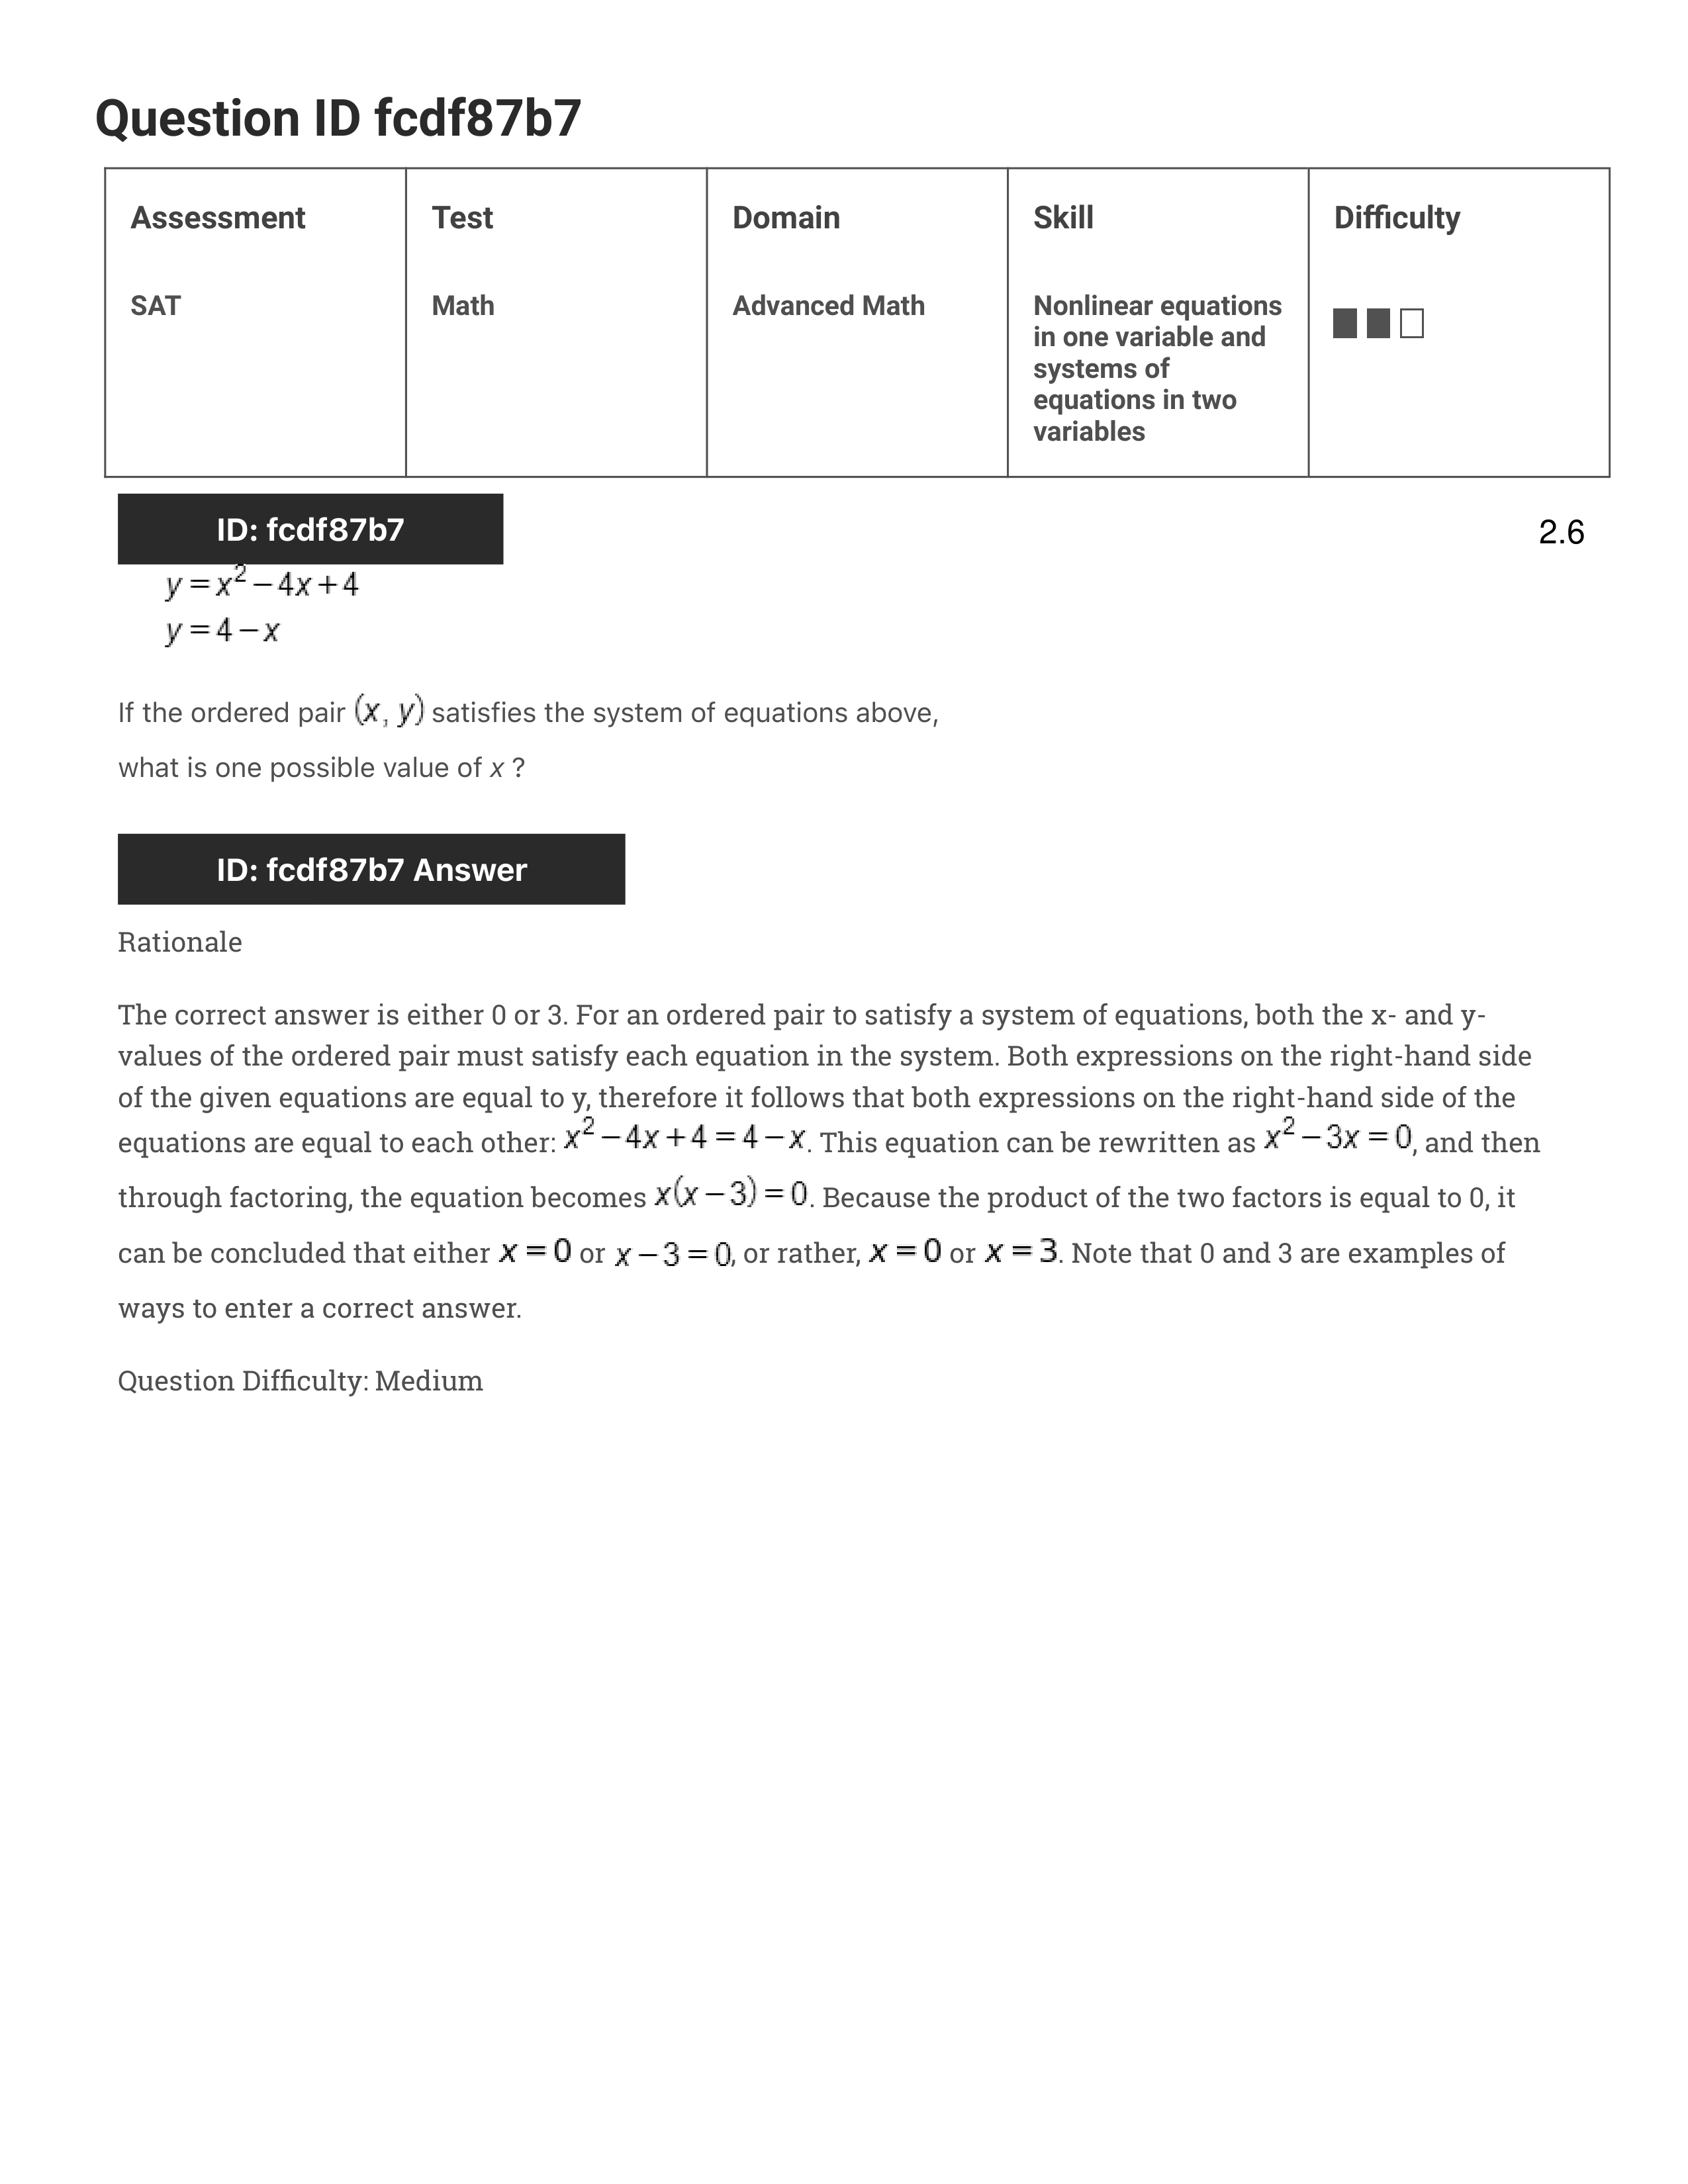 Question ID fcdf87b7
Assessment Test Domain Skill Difficulty
SAT Math Advanced Math Nonlinear equations
in one variable and
systems of
equations in two
variables
ID: fcdf87b7 2.6
y = x² − 4x + 4
y = 4 − x
If the ordered pair (x, y) satisfies the system of equations above,
what is one possible value of x ?
ID: fcdf87b7 Answer
Rationale
The correct answer is either 0 or 3. For an ordered pair to satisfy a system of equations, both the x- and y-
values of the ordered pair must satisfy each equation in the system. Both expressions on the right-hand side
of the given equations are equal to y, therefore it follows that both expressions on the right-hand side of the
equations are equal to each other: x² − 4x + 4 = 4 − x. This equation can be rewritten as x² − 3x = 0, and then
through factoring, the equation becomes x(x − 3) = 0. Because the product of the two factors is equal to 0, it
can be concluded that either x = 0 or x − 3 = 0, or rather, x = 0 or x = 3. Note that 0 and 3 are examples of
ways to enter a correct answer.
Question Difficulty: Medium